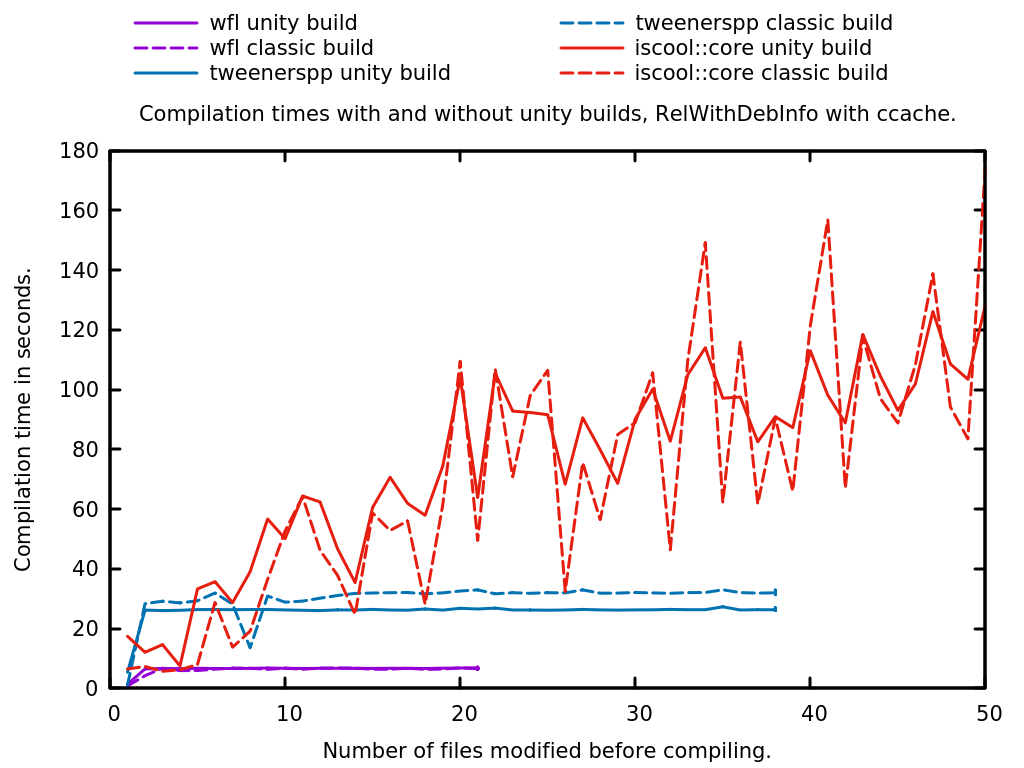 wfl unity build
wfl classic build
tweenerspp unity build
tweenerspp classic build
iscool::core unity build
iscool::core classic build
Compilation times with and without unity builds, RelWithDebInfo with ccache.
180
160
140
120
100
80
60
40
20
0
Compilation time in seconds.
0 10 20 30 40 50
Number of files modified before compiling.